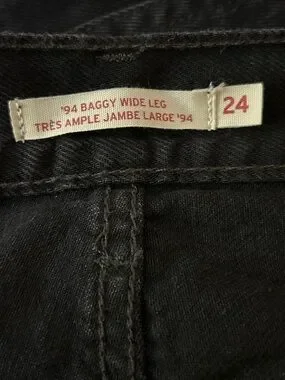 '94 BAGGY WIDE LEG
TRÈS AMPLE JAMBE LARGE '94
24